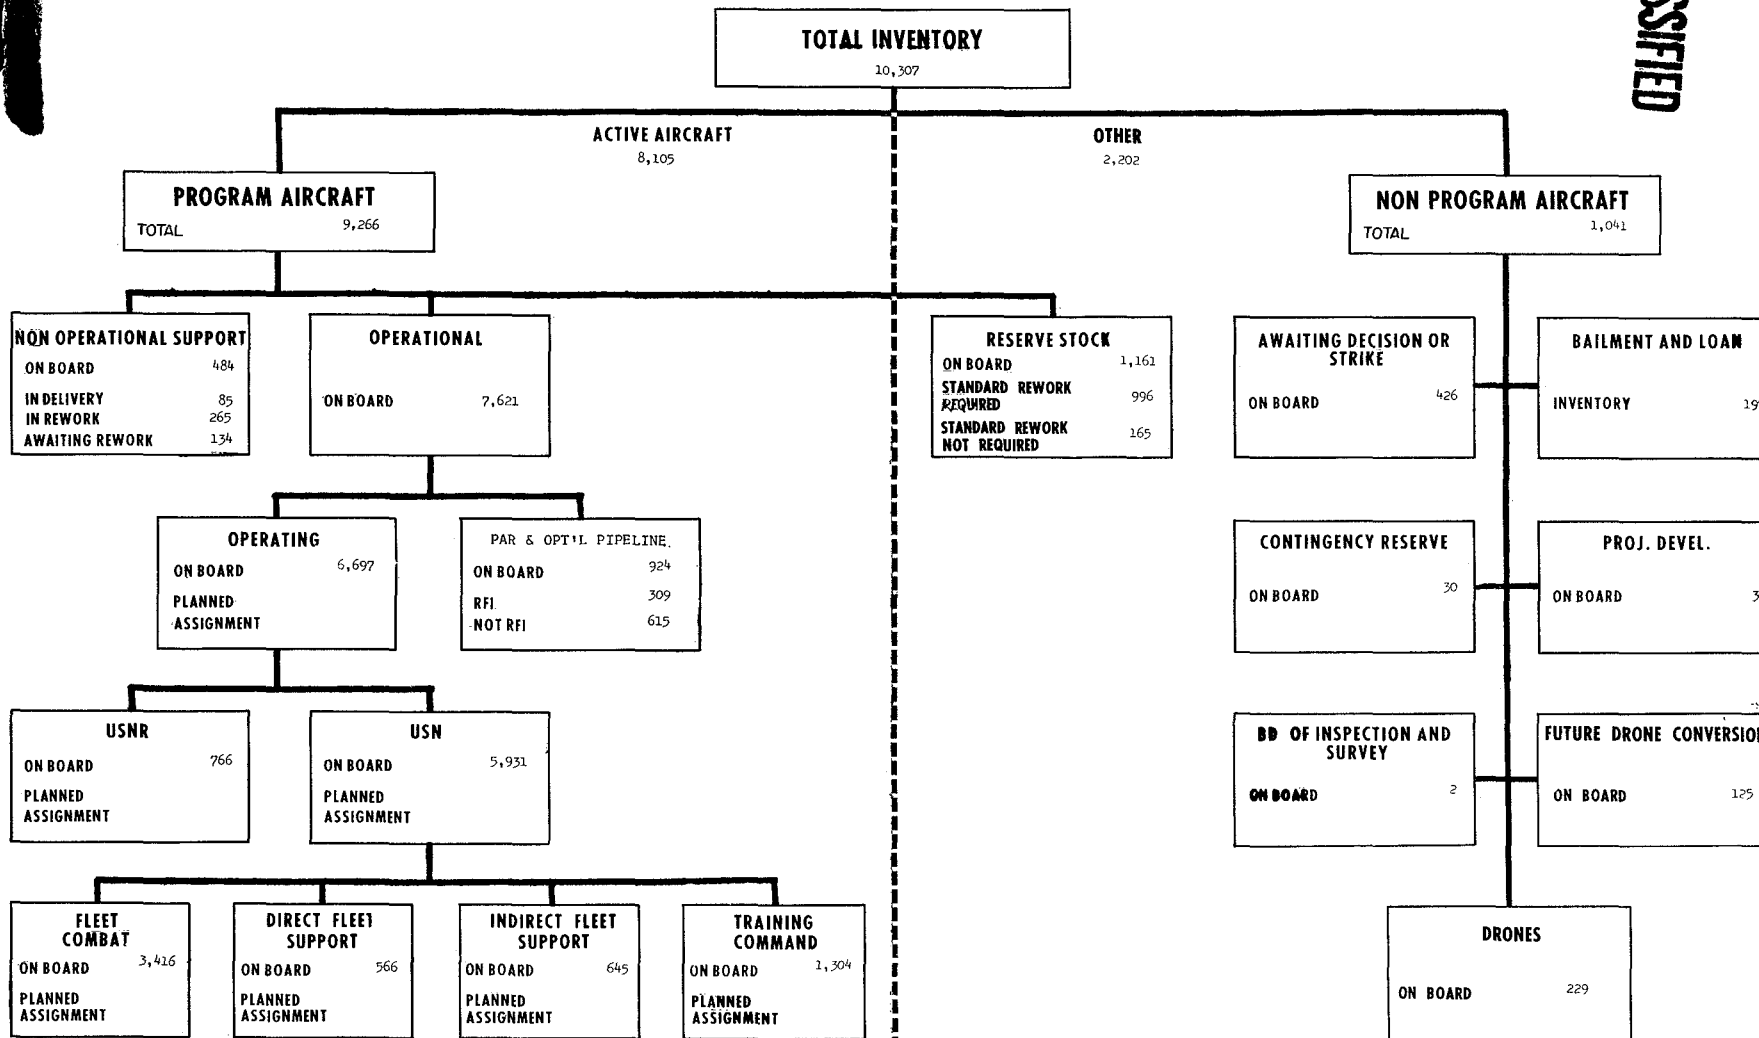 SSIFIED
TOTAL INVENTORY
10,307
ACTIVE AIRCRAFT
8,105
OTHER
2,202
PROGRAM AIRCRAFT
TOTAL 9,266
NON PROGRAM AIRCRAFT
TOTAL 1,041
NON OPERATIONAL SUPPORT
ON BOARD 484
IN DELIVERY 85
IN REWORK 265
AWAITING REWORK 134
OPERATIONAL
ON BOARD 7,621
RESERVE STOCK
ON BOARD 1,161
STANDARD REWORK
REQUIRED 996
STANDARD REWORK
NOT REQUIRED 165
AWAITING DECISION OR
STRIKE
ON BOARD 426
BAILMENT AND LOAN
INVENTORY 19
OPERATING
ON BOARD 6,697
PLANNED
ASSIGNMENT
PAR & OPT'L PIPELINE.
ON BOARD 924
RFI 309
NOT RFI 615
CONTINGENCY RESERVE
ON BOARD 30
PROJ. DEVEL.
ON BOARD 3
USNR
ON BOARD 766
PLANNED
ASSIGNMENT
USN
ON BOARD 5,931
PLANNED
ASSIGNMENT
BD OF INSPECTION AND
SURVEY
ON BOARD 2
FUTURE DRONE CONVERSION
ON BOARD 125
FLEET
COMBAT
ON BOARD 3,416
PLANNED
ASSIGNMENT
DIRECT FLEET
SUPPORT
ON BOARD 566
PLANNED
ASSIGNMENT
INDIRECT FLEET
SUPPORT
ON BOARD 645
PLANNED
ASSIGNMENT
TRAINING
COMMAND
ON BOARD 1,304
PLANNED
ASSIGNMENT
DRONES
ON BOARD 229